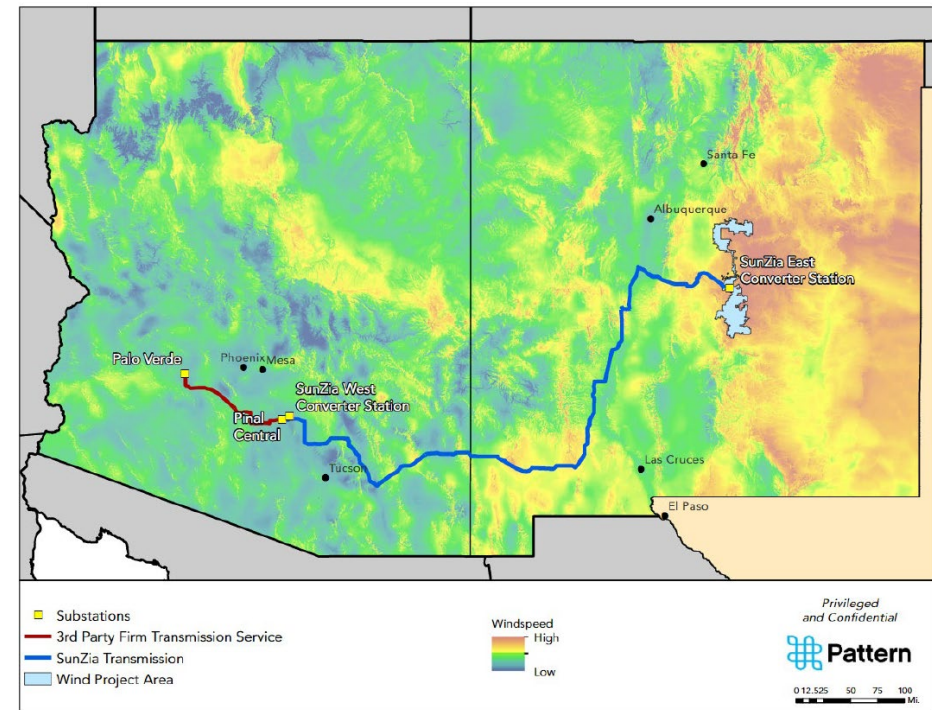 Santa Fe
Albuquerque
SunZia East
Converter Station
Palo Verde
Phoenix
Mesa
SunZia West
Converter Station
Pinal
Central
Tucson
Las Cruces
El Paso
Substations
3rd Party Firm Transmission Service
SunZia Transmission
Wind Project Area
Windspeed
High
Low
Privileged
and Confidential
Pattern
0 12.525 50 75 100
Mi.